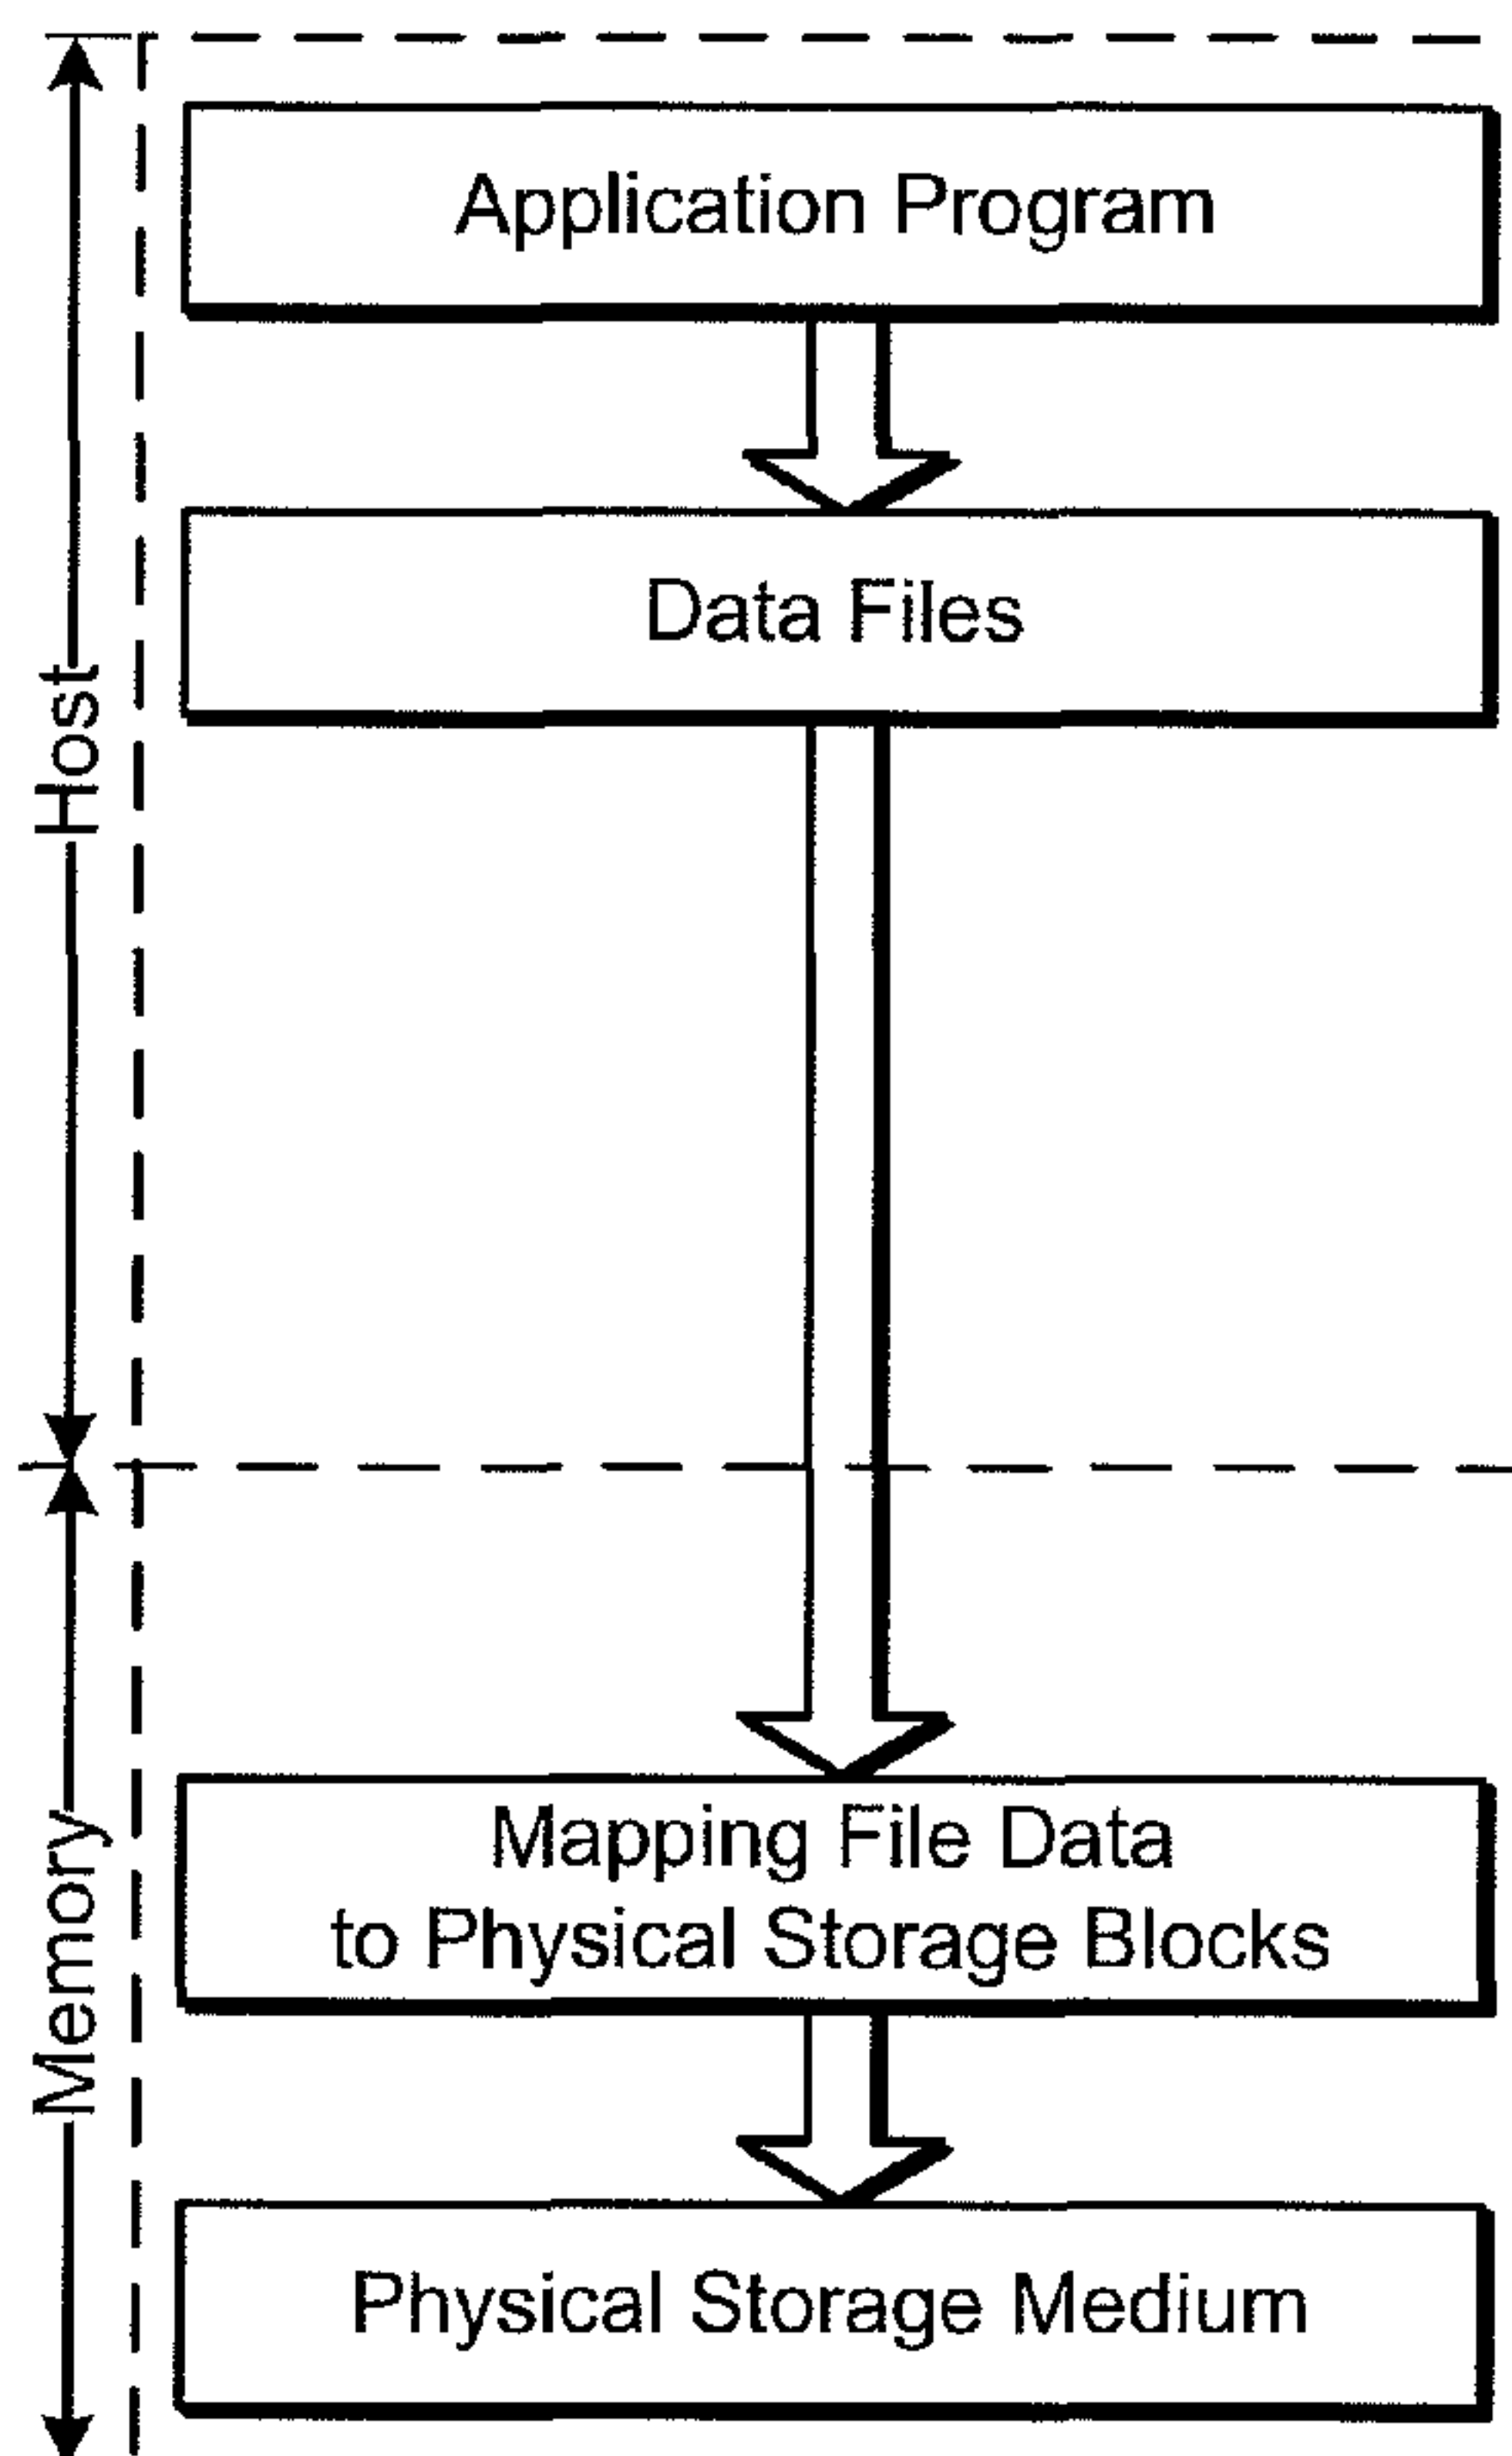 Application Program
Data Files
Host
Mapping File Data
to Physical Storage Blocks
Memory
Physical Storage Medium